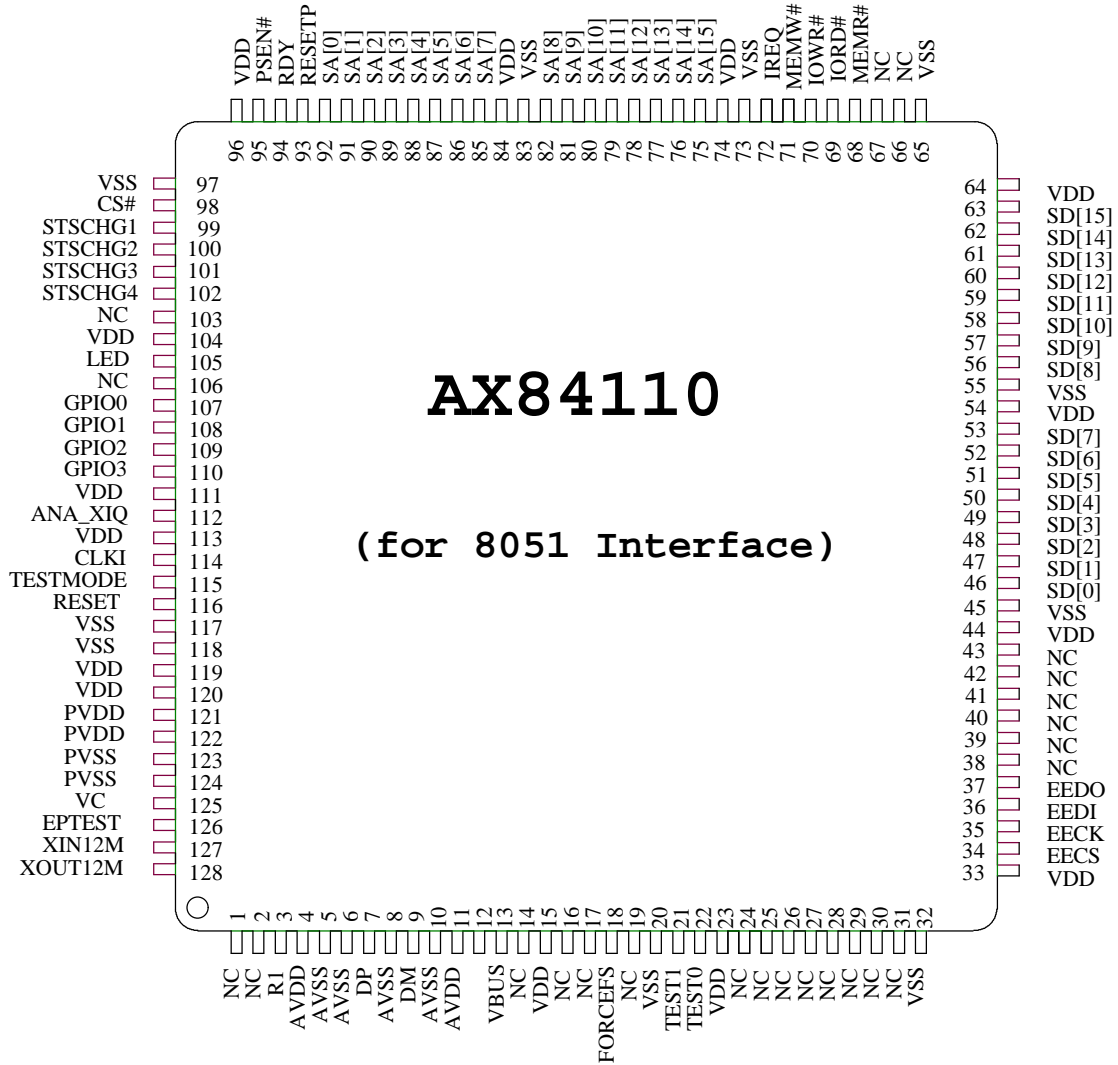 VDD
PSEN#
RDY
RESETP
SA[0]
SA[1]
SA[2]
SA[3]
SA[4]
SA[5]
SA[6]
SA[7]
VDD
VSS
SA[8]
SA[9]
SA[10]
SA[11]
SA[12]
SA[13]
SA[14]
SA[15]
VDD
VSS
IREQ
MEMW#
IOWR#
IORD#
MEMR#
NC
NC
VSS
96
95
94
93
92
91
90
89
88
87
86
85
84
83
82
81
80
79
78
77
76
75
74
73
72
71
70
69
68
67
66
65
VSS 97
CS# 98
STSCHG1 99
STSCHG2 100
STSCHG3 101
STSCHG4 102
NC 103
VDD 104
LED 105
NC 106
GPIO0 107
GPIO1 108
GPIO2 109
GPIO3 110
VDD 111
ANA_XIQ 112
VDD 113
CLKI 114
TESTMODE 115
RESET 116
VSS 117
VSS 118
VDD 119
VDD 120
PVDD 121
PVDD 122
PVSS 123
PVSS 124
VC 125
EPTEST 126
XIN12M 127
XOUT12M 128
AX84110
(for 8051 Interface)
64 VDD
63 SD[15]
62 SD[14]
61 SD[13]
60 SD[12]
59 SD[11]
58 SD[10]
57 SD[9]
56 SD[8]
55 VSS
54 VDD
53 SD[7]
52 SD[6]
51 SD[5]
50 SD[4]
49 SD[3]
48 SD[2]
47 SD[1]
46 SD[0]
45 VSS
44 VDD
43 NC
42 NC
41 NC
40 NC
39 NC
38 NC
37 EEDO
36 EEDI
35 EECK
34 EECS
33 VDD
1
2
3
4
5
6
7
8
9
10
11
12
13
14
15
16
17
18
19
20
21
22
23
24
25
26
27
28
29
30
31
32
NC
NC
R1
AVDD
AVSS
AVSS
DP
AVSS
DM
AVSS
AVDD
VBUS
NC
VDD
NC
NC
FORCEFS
NC
VSS
TEST1
TEST0
VDD
NC
NC
NC
NC
NC
NC
NC
NC
VSS